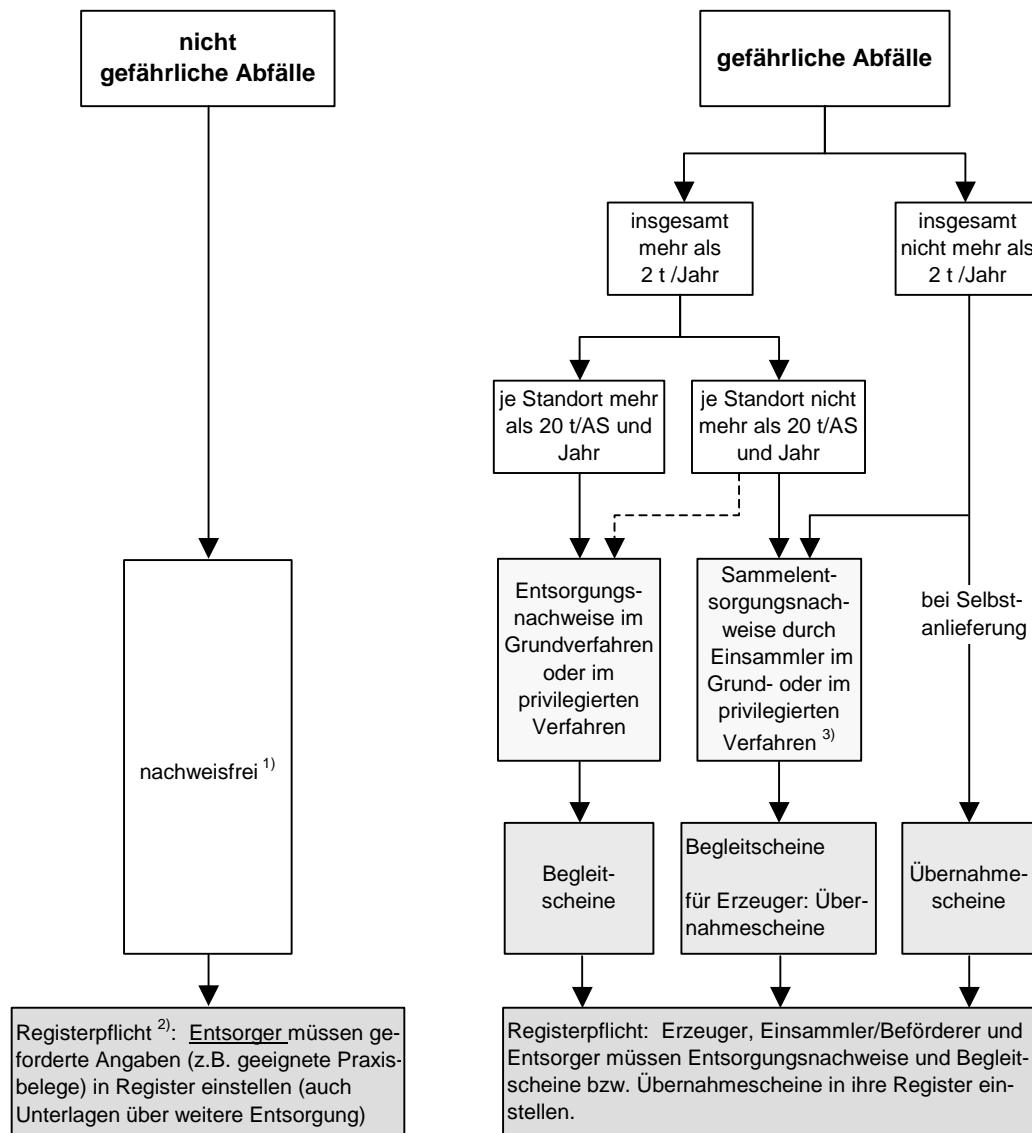 nicht
gefährliche Abfälle
gefährliche Abfälle
insgesamt
mehr als
2 t /Jahr
insgesamt
nicht mehr als
2 t /Jahr
je Standort mehr
als 20 t/AS und
Jahr
je Standort nicht
mehr als 20 t/AS
und Jahr
nachweisfrei 1)
Entsorgungs-
nachweise im
Grundverfahren
oder im
privilegierten
Verfahren
Sammelent-
sorgungsnach-
weise durch
Einsammler im
Grund- oder im
privilegierten
Verfahren 3)
bei Selbst-
anlieferung
Begleit-
scheine
Begleitscheine
für Erzeuger: Über-
nahmescheine
Übernahme-
scheine
Registerpflicht 2): Entsorger müssen ge-
forderte Angaben (z.B. geeignete Praxis-
belege) in Register einstellen (auch
Unterlagen über weitere Entsorgung)
Registerpflicht: Erzeuger, Einsammler/Beförderer und
Entsorger müssen Entsorgungsnachweise und Begleit-
scheine bzw. Übernahmescheine in ihre Register ein-
stellen.